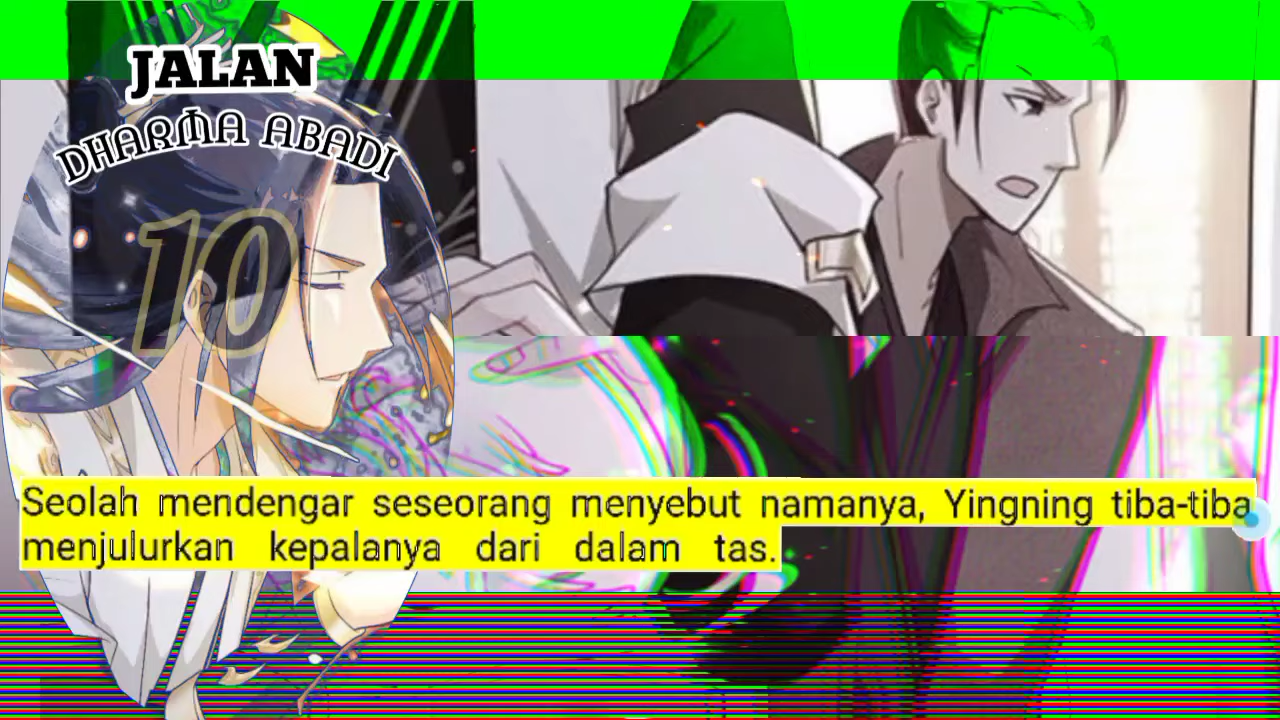 JALAN
DHARMA ABADI
10
Seolah mendengar seseorang menyebut namanya, Yingning tiba-tiba
menjulurkan kepalanya dari dalam tas.